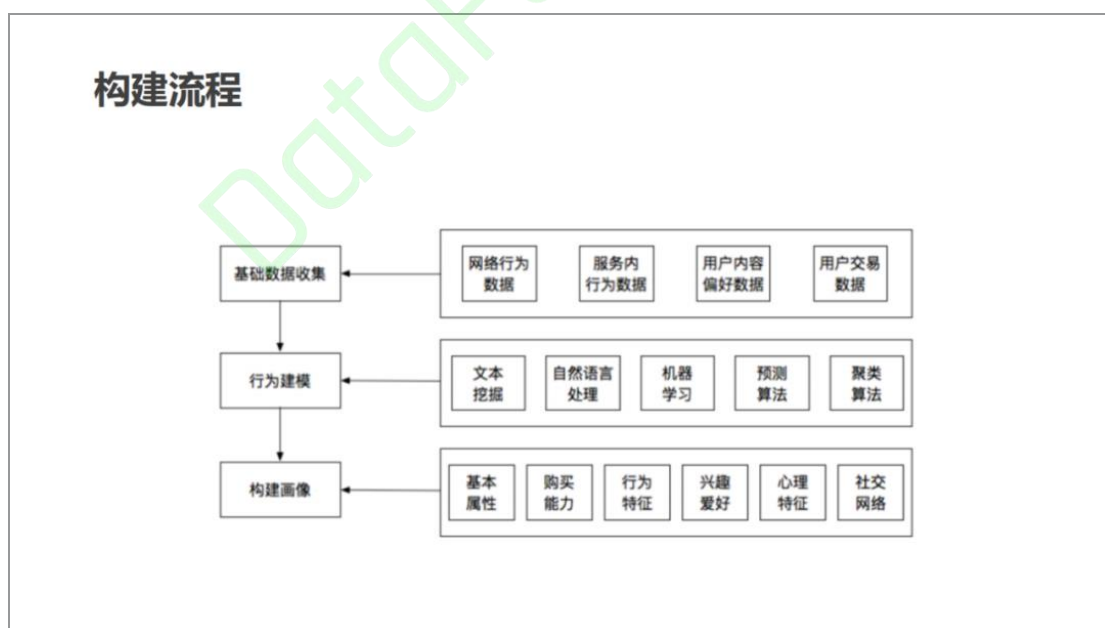 构建流程
基础数据收集
网络行为
数据
服务内
行为数据
用户内容
偏好数据
用户交易
数据
行为建模
文本
挖掘
自然语言
处理
机器
学习
预测
算法
聚类
算法
构建画像
基本
属性
购买
能力
行为
特征
兴趣
爱好
心理
特征
社交
网络